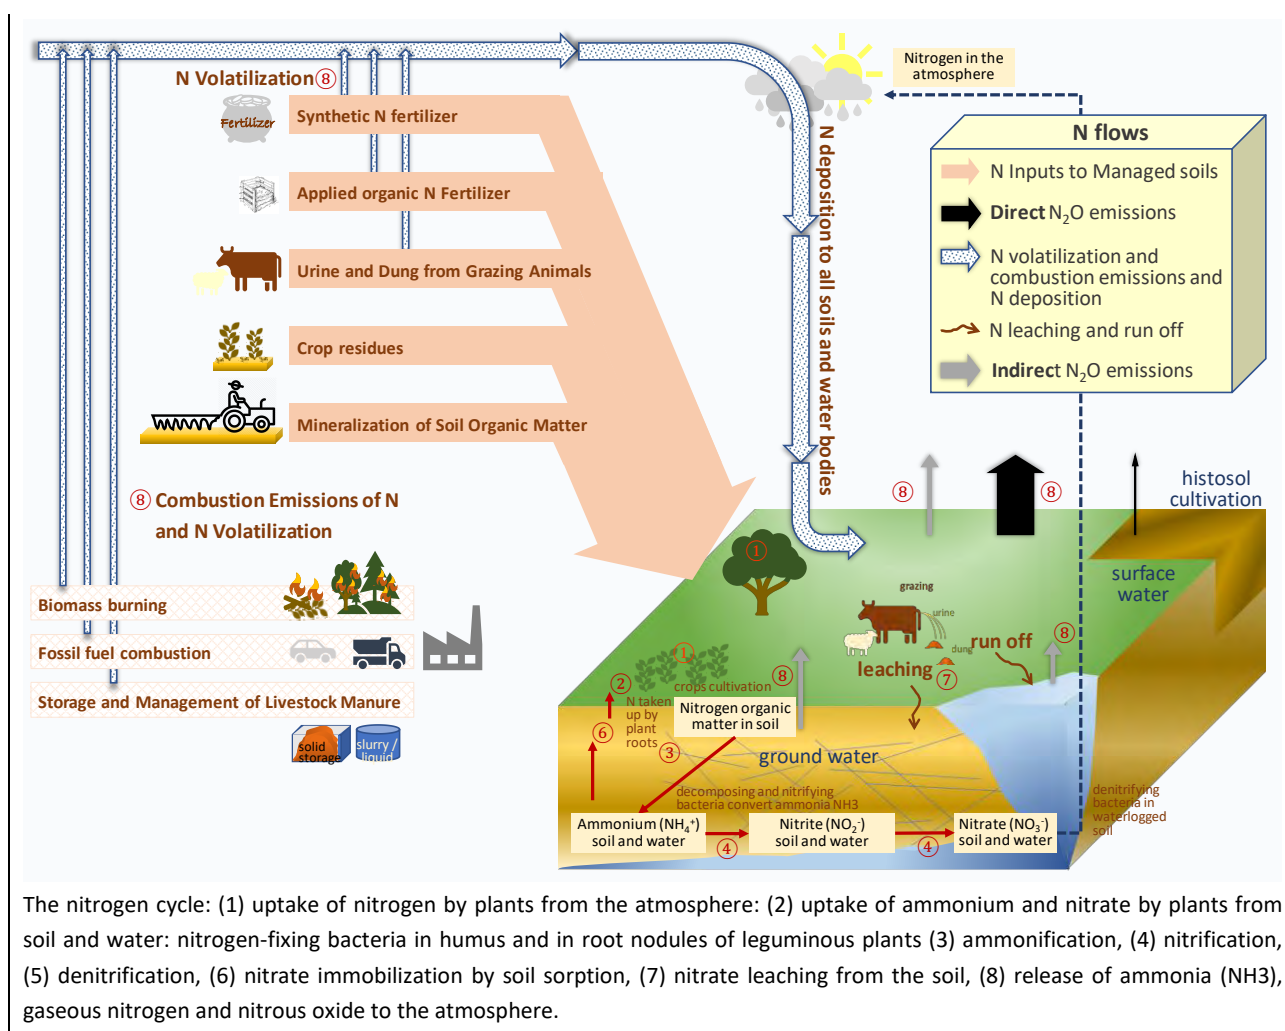 N Volatilization ⑧
Fertilizer
Synthetic N fertilizer
Applied organic N Fertilizer
Urine and Dung from Grazing Animals
Crop residues
Mineralization of Soil Organic Matter
⑧ Combustion Emissions of N
and N Volatilization
Biomass burning
Fossil fuel combustion
Storage and Management of Livestock Manure
solid
storage
slurry /
liquid
N deposition to all soils and water bodies
Nitrogen in the
atmosphere
N flows
N Inputs to Managed soils
Direct N₂O emissions
N volatilization and
combustion emissions and
N deposition
N leaching and run off
Indirect N₂O emissions
⑧
⑧
histosol
cultivation
①
surface
water
grazing
urine
dung
run off
⑧
leaching ⑦
①
②
crops cultivation
⑧
N taken
up by
plant
roots
⑥
③
Nitrogen organic
matter in soil
ground water
decomposing and nitrifying
bacteria convert ammonia NH3
denitrifying
bacteria in
waterlogged
soil
Ammonium (NH₄⁺)
soil and water
④
Nitrite (NO₂⁻)
soil and water
④
Nitrate (NO₃⁻)
soil and water
The nitrogen cycle: (1) uptake of nitrogen by plants from the atmosphere: (2) uptake of ammonium and nitrate by plants from
soil and water: nitrogen-fixing bacteria in humus and in root nodules of leguminous plants (3) ammonification, (4) nitrification,
(5) denitrification, (6) nitrate immobilization by soil sorption, (7) nitrate leaching from the soil, (8) release of ammonia (NH3),
gaseous nitrogen and nitrous oxide to the atmosphere.